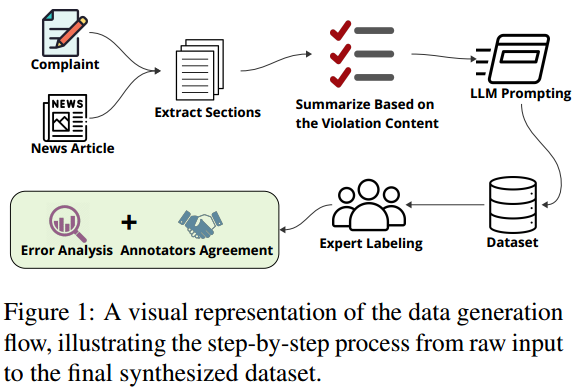 Complaint
NEWS
News Article
Extract Sections
Summarize Based on
the Violation Content
LLM Prompting
Dataset
Expert Labeling
+
Error Analysis
Annotators Agreement
Figure 1: A visual representation of the data generation
flow, illustrating the step-by-step process from raw input
to the final synthesized dataset.